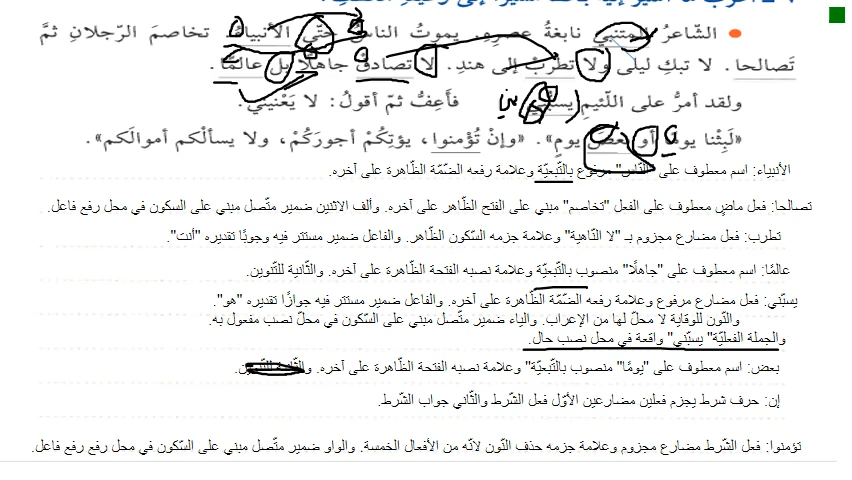 الشّاعرُ المتنبّي نابغةُ عصرِهِ. يموتُ الناسُ حتّى الأنبياءُ. تخاصمَ الرّجلانِ ثمَّ
تَصالحا. لا تبكِ ليلى ولا تطربْ إلى هندِ. لا تصادقْ جاهلًا بل عالمًا.
ولقد أمرُّ على اللّئيمِ يسبُّني فأعِفُّ ثمّ أقولُ: لا يَعْنيني.
«لَبِثْنا يومًا أو بعضَ يومٍ». «وإنْ تُؤْمنوا، يؤتِكُمْ أجورَكُمْ، ولا يسألْكم أموالَكم».
الأنبياء: اسم معطوف على "النّاس" مرفوع بالتّبعيّة وعلامة رفعه الضّمّة الظّاهرة على آخره.
تصالحا: فعل ماضٍ معطوف على الفعل "تخاصم" مبني على الفتح الظّاهر على آخره. وألف الاثنين ضمير متّصل مبني على السكون في محل رفع فاعل.
تطرب: فعل مضارع مجزوم بـ "لا النّاهية" وعلامة جزمه السّكون الظّاهر. والفاعل ضمير مستتر فيه وجوبًا تقديره "أنت".
عالمًا: اسم معطوف على "جاهلًا" منصوب بالتّبعيّة وعلامة نصبه الفتحة الظّاهرة على آخره. والثّانية للتّنوين.
يسبّني: فعل مضارع مرفوع وعلامة رفعه الضّمّة الظّاهرة على آخره. والفاعل ضمير مستتر فيه جوازًا تقديره "هو".
والنّون للوقاية لا محلّ لها من الإعراب. والياء ضمير متّصل مبني على السّكون في محلّ نصب مفعول به.
والجملة الفعليّة" يسبّني" واقعة في محل نصب حال.
بعض: اسم معطوف على "يومًا" منصوب بالتّبعيّة" وعلامة نصبه الفتحة الظّاهرة على آخره.
إن: حرف شرط يجزم فعلين مضارعين الأوّل فعل الشّرط والثّاني جواب الشّرط.
تؤمنوا: فعل الشّرط مضارع مجزوم وعلامة جزمه حذف النّون لأنّه من الأفعال الخمسة. والواو ضمير متّصل مبني على السّكون في محل رفع رفع فاعل.